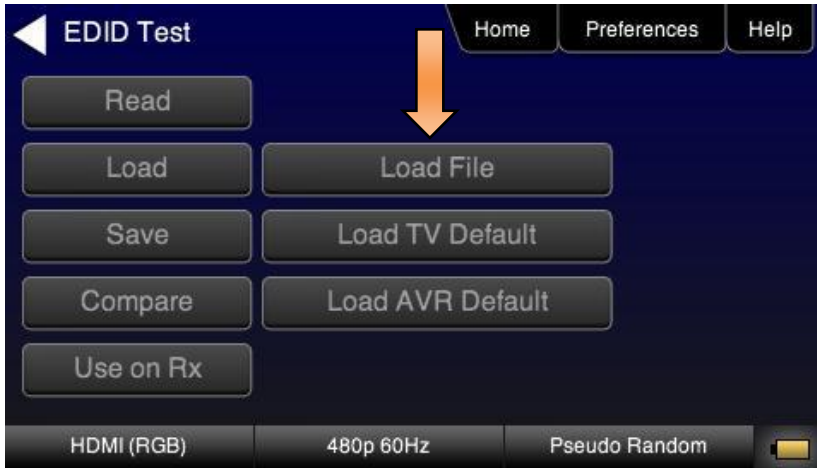 EDID Test
Home
Preferences
Help
Read
Load
Load File
Save
Load TV Default
Compare
Load AVR Default
Use on Rx
HDMI (RGB)
480p 60Hz
Pseudo Random